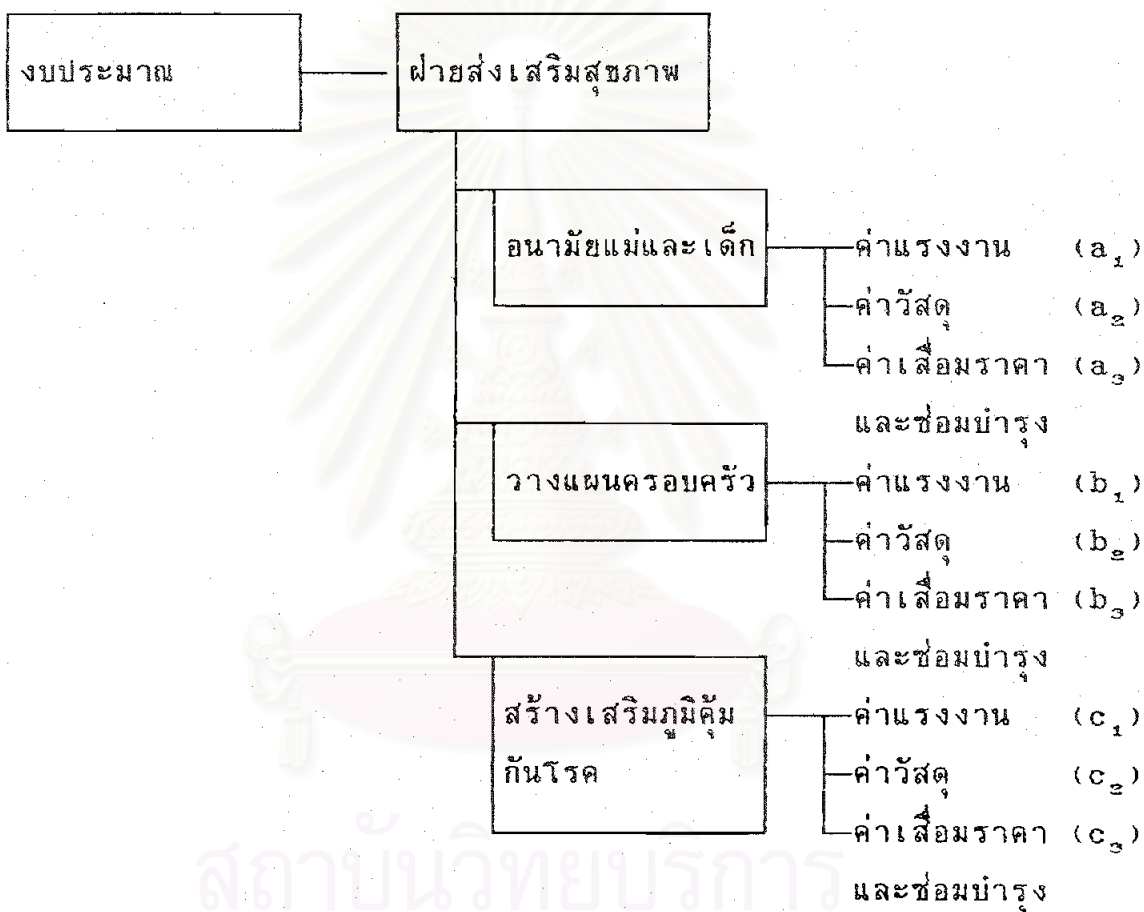 งบประมาณ
ฝ่ายส่งเสริมสุขภาพ
อนามัยแม่และเด็ก
ค่าแรงงาน (a₁)
ค่าวัสดุ (a₂)
ค่าเสื่อมราคา (a₃)
และซ่อมบำรุง
วางแผนครอบครัว
ค่าแรงงาน (b₁)
ค่าวัสดุ (b₂)
ค่าเสื่อมราคา (b₃)
และซ่อมบำรุง
สร้างเสริมภูมิคุ้ม
กันโรค
ค่าแรงงาน (c₁)
ค่าวัสดุ (c₂)
ค่าเสื่อมราคา (c₃)
และซ่อมบำรุง
สถาบันวิทยบริการ